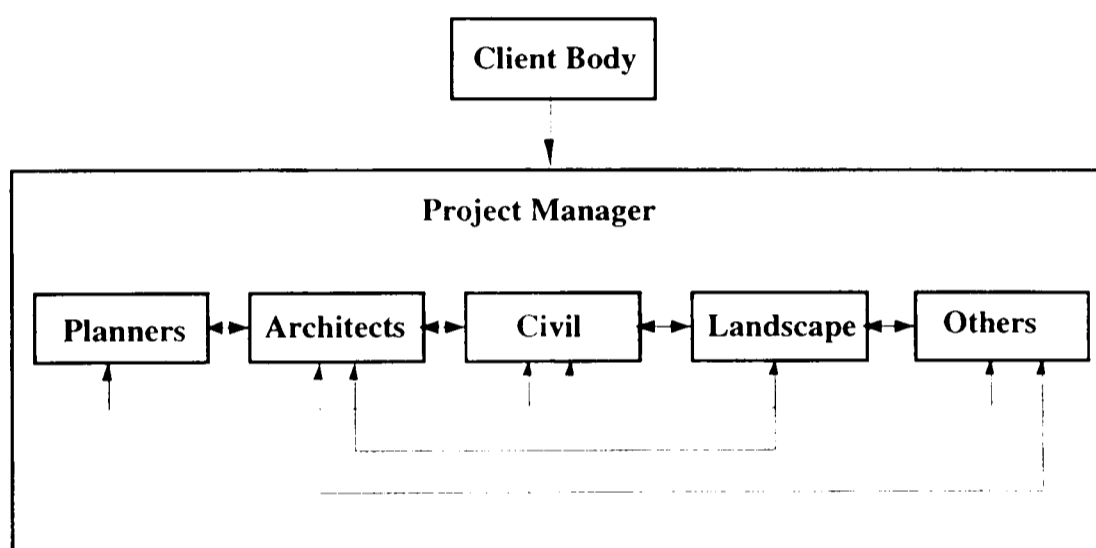 Client Body
Project Manager
Planners
Architects
Civil
Landscape
Others